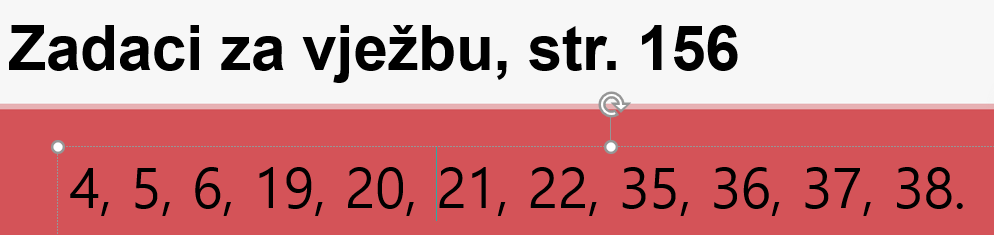 Zadaci za vježbu, str. 156
4, 5, 6, 19, 20, 21, 22, 35, 36, 37, 38.